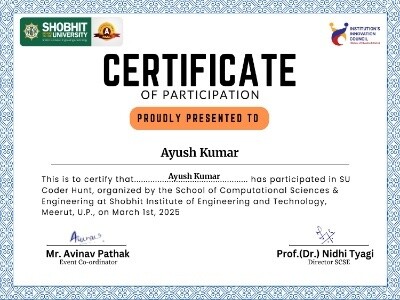 SHOBHIT
UNIVERSITY
A
INSTITUTION'S
INNOVATION
COUNCIL
CERTIFICATE
OF PARTICIPATION
PROUDLY PRESENTED TO
Ayush Kumar
This is to certify that............Ayush Kumar............ has participated in SU
Coder Hunt, organized by the School of Computational Sciences &
Engineering at Shobhit Institute of Engineering and Technology,
Meerut, U.P., on March 1st, 2025
Mr. Avinav Pathak
Event Co-ordinator
Prof.(Dr.) Nidhi Tyagi
Director SCSE